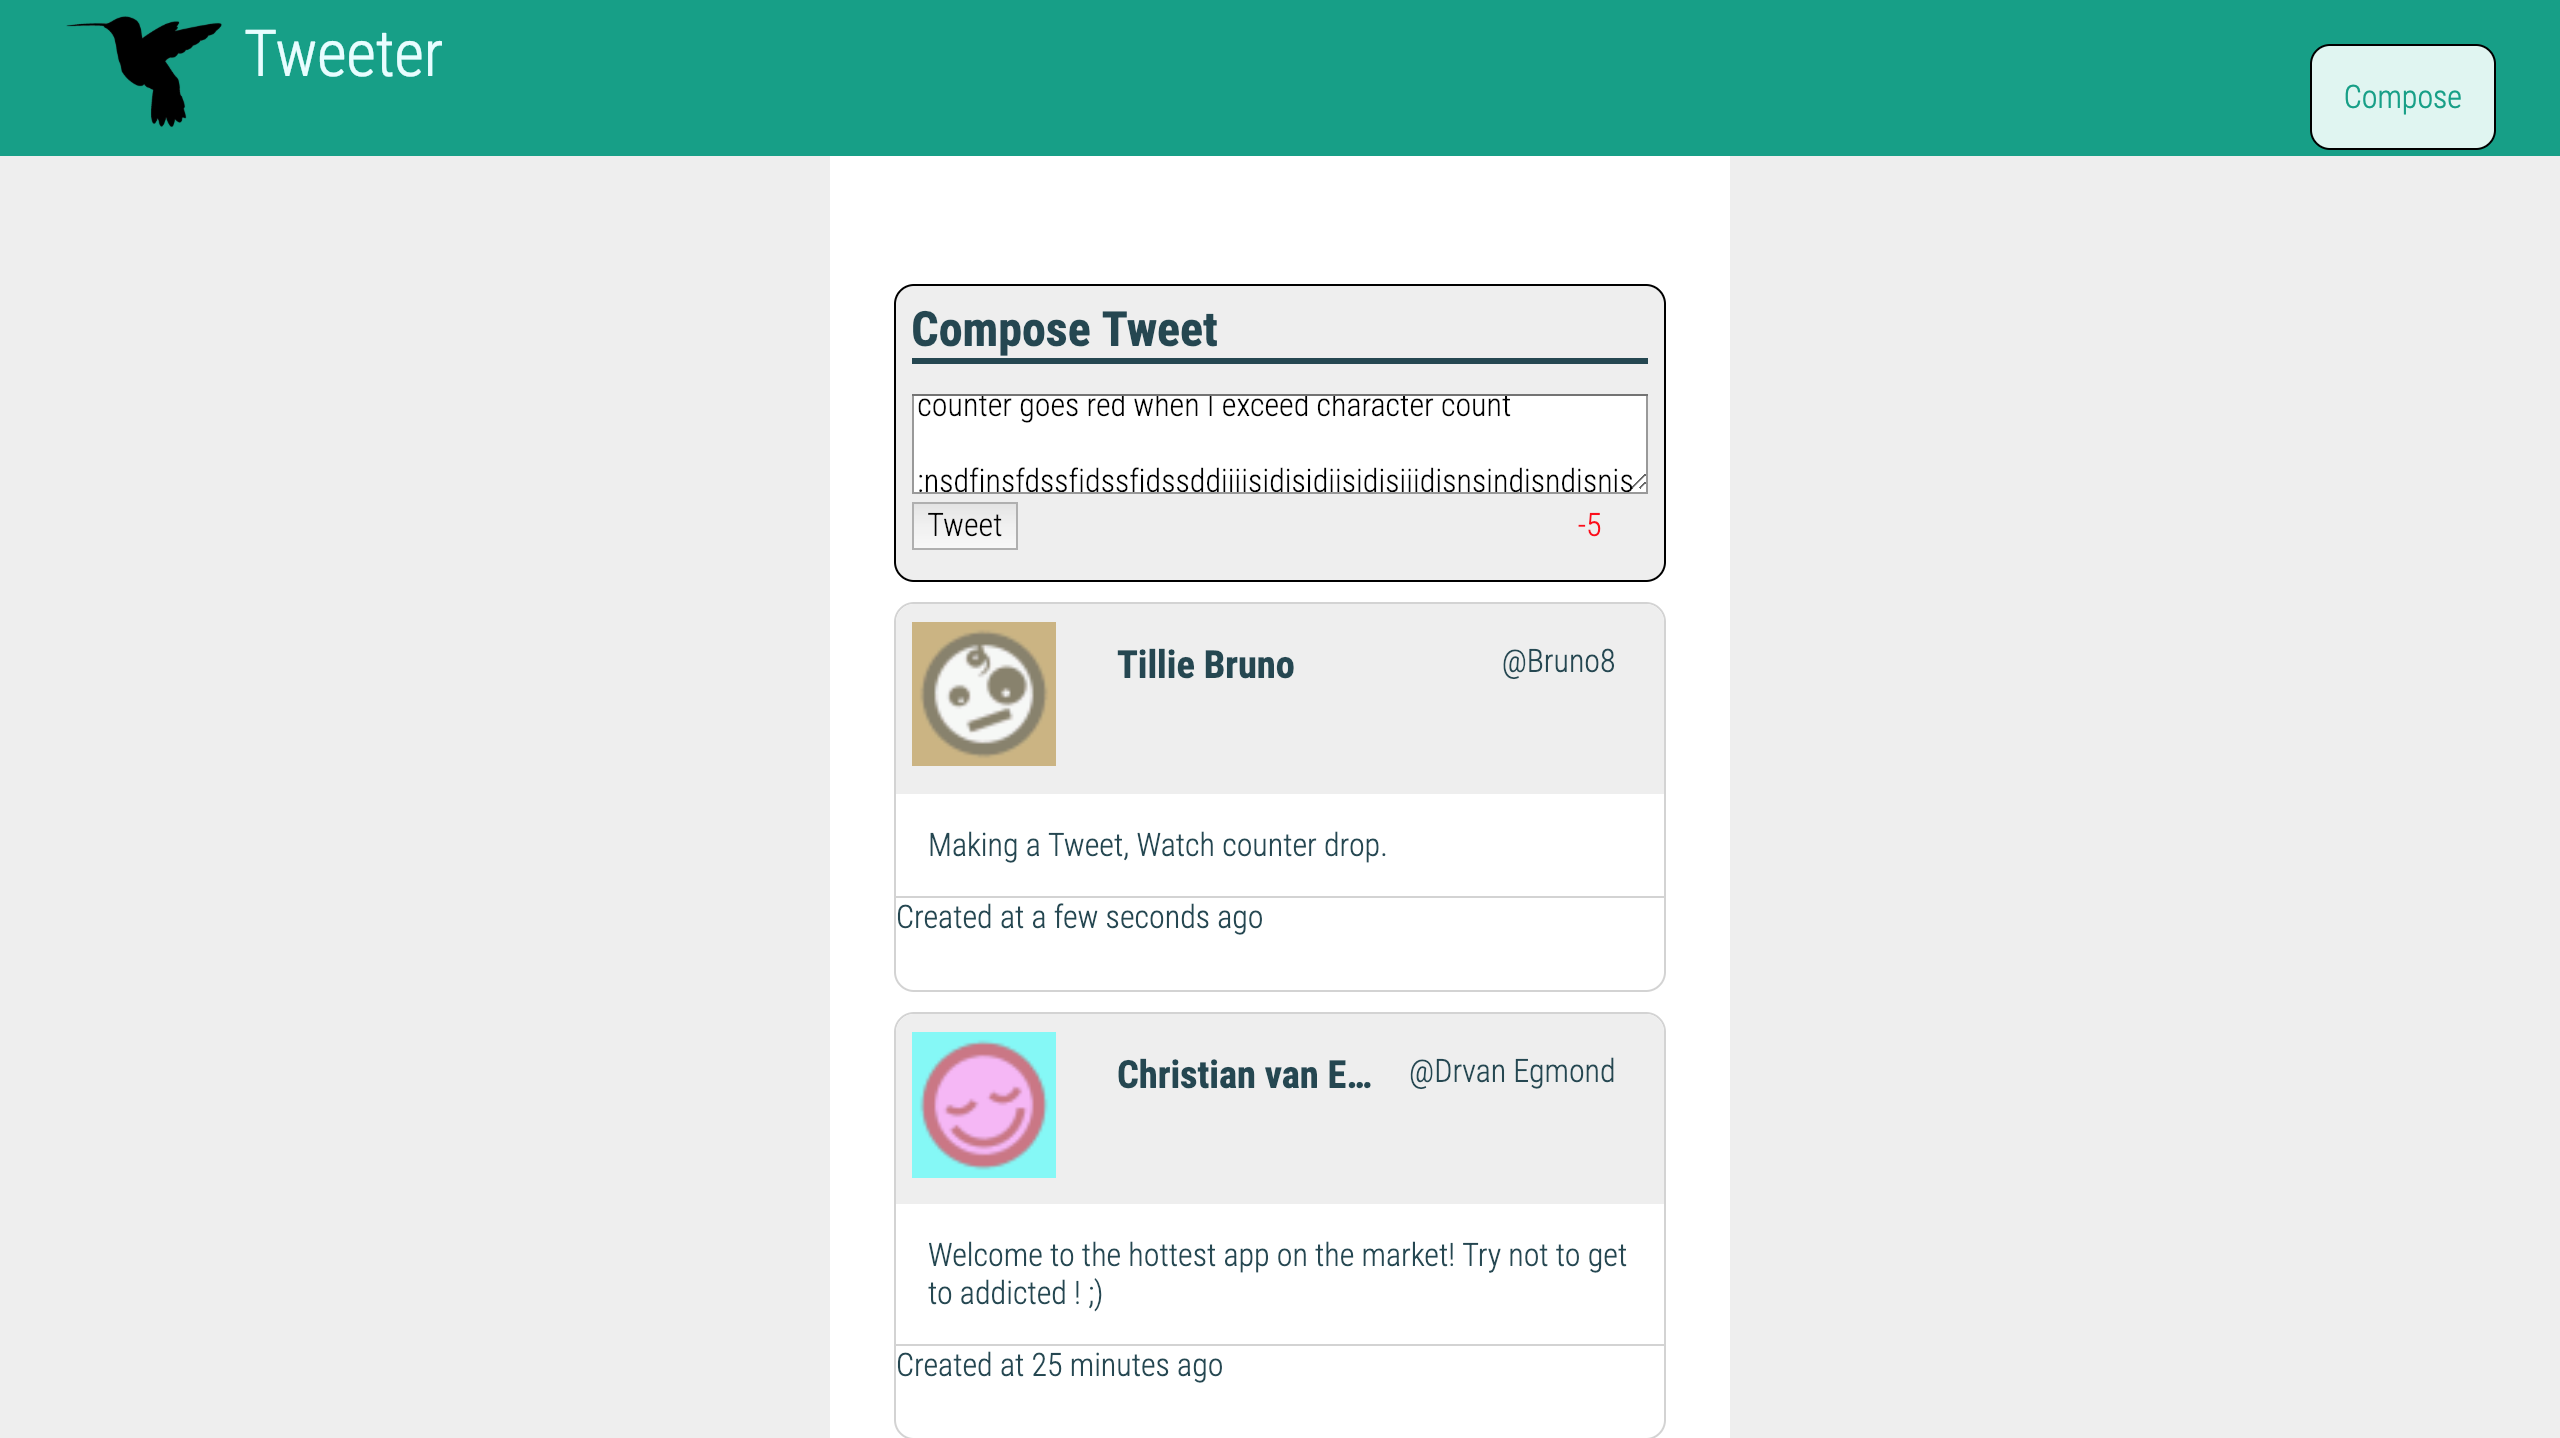 Tweeter
Compose
Compose Tweet
counter goes red when I exceed character count
:nsdfinsfdssfidssfidssddiiiisidisidiisidisiiidisnsindisndisnis
Tweet
-5
Tillie Bruno
@Bruno8
Making a Tweet, Watch counter drop.
Created at a few seconds ago
Christian van E...
@Drvan Egmond
Welcome to the hottest app on the market! Try not to get
to addicted ! ;)
Created at 25 minutes ago